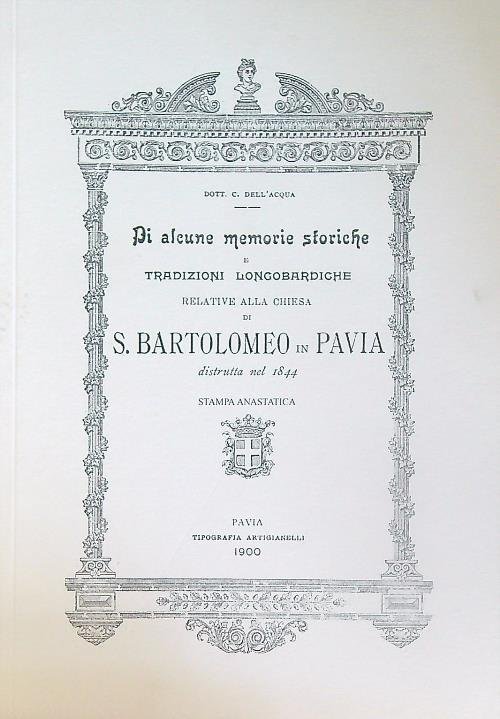 DOTT. C. DELL'ACQUA
Di alcune memorie storiche
E
TRADIZIONI LONGOBARDICHE
RELATIVE ALLA CHIESA
DI
S. BARTOLOMEO IN PAVIA
distrutta nel 1844
STAMPA ANASTATICA
PAVIA
TIPOGRAFIA ARTIGIANELLI
1900